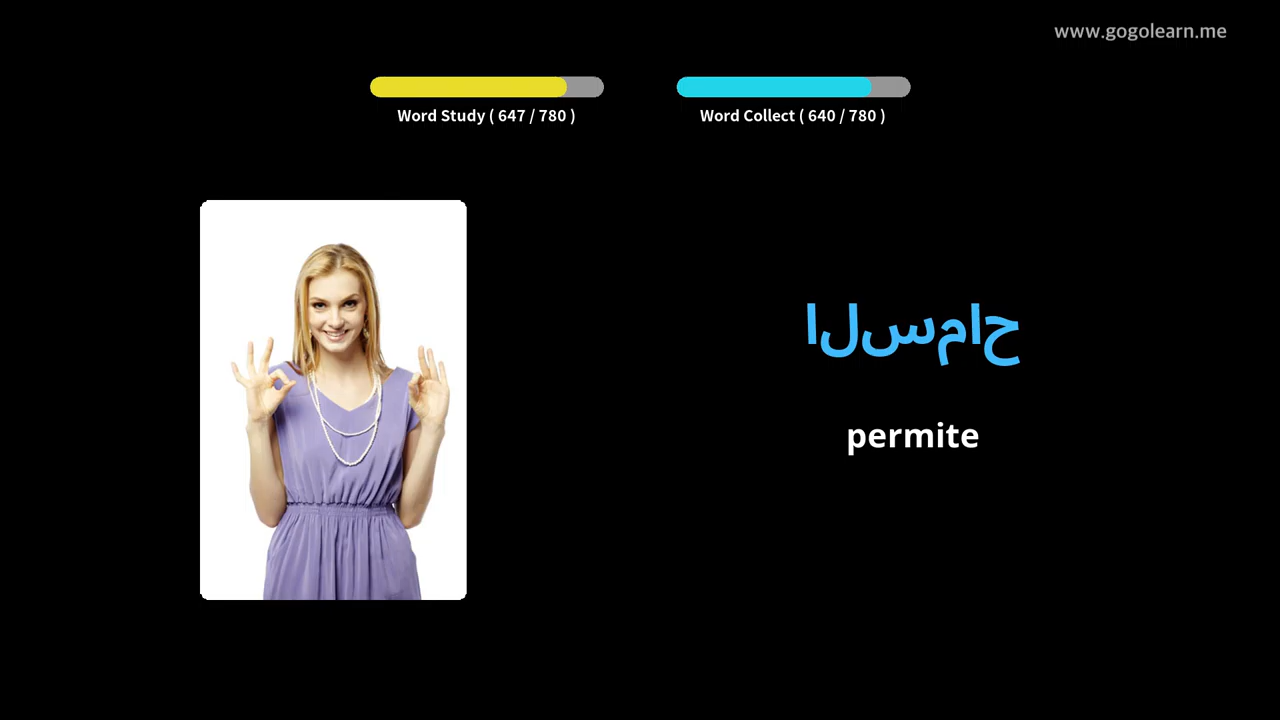 www.gogolearn.me
Word Study ( 647 / 780 )
Word Collect ( 640 / 780 )
السماح
permite